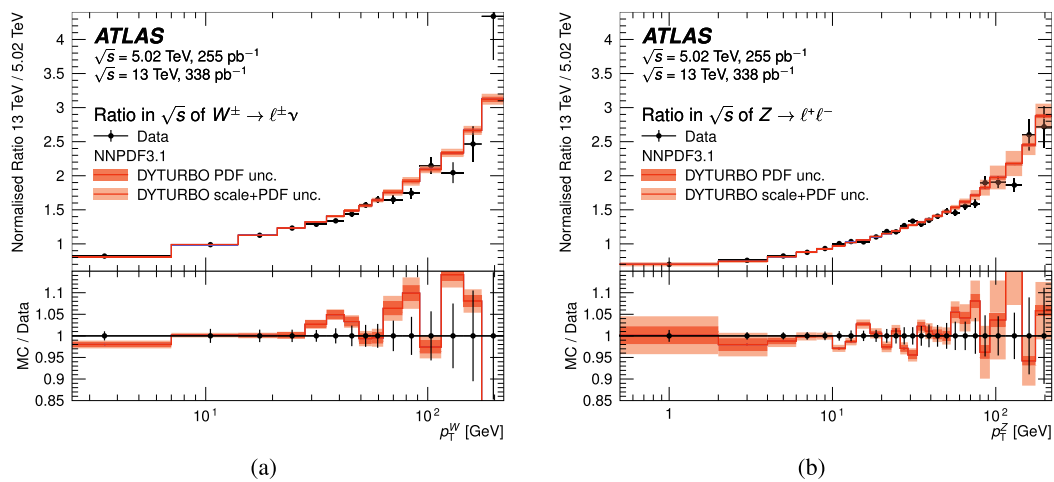 ATLAS
√s = 5.02 TeV, 255 pb⁻¹
√s = 13 TeV, 338 pb⁻¹
Ratio in √s of W± → ℓ±ν
Data
NNPDF3.1
DYTURBO PDF unc.
DYTURBO scale+PDF unc.
Normalised Ratio 13 TeV / 5.02 TeV
4
3.5
3
2.5
2
1.5
1
MC / Data
1.1
1.05
1
0.95
0.9
0.85
10¹
10²
p_T^W [GeV]
(a)
ATLAS
√s = 5.02 TeV, 255 pb⁻¹
√s = 13 TeV, 338 pb⁻¹
Ratio in √s of Z → ℓ⁺ℓ⁻
Data
NNPDF3.1
DYTURBO PDF unc.
DYTURBO scale+PDF unc.
Normalised Ratio 13 TeV / 5.02 TeV
4
3.5
3
2.5
2
1.5
1
MC / Data
1.1
1.05
1
0.95
0.9
0.85
1
10
10²
p_T^Z [GeV]
(b)